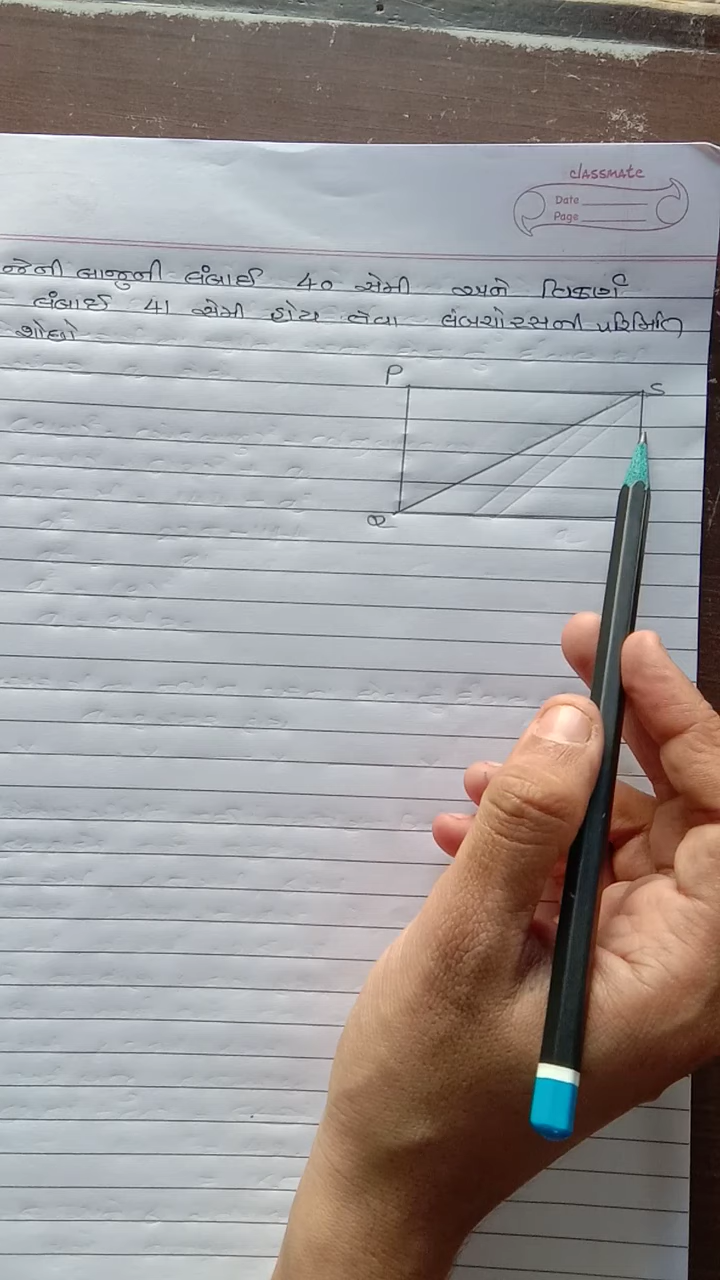 classmate
Date
Page
જેની બાજુની લંબાઈ 40 સેમી અને વિકર્ણ
લંબાઈ 41 સેમી હોય તેવા લંબચોરસની પરિમિતિ
શોધો
P
S
Q